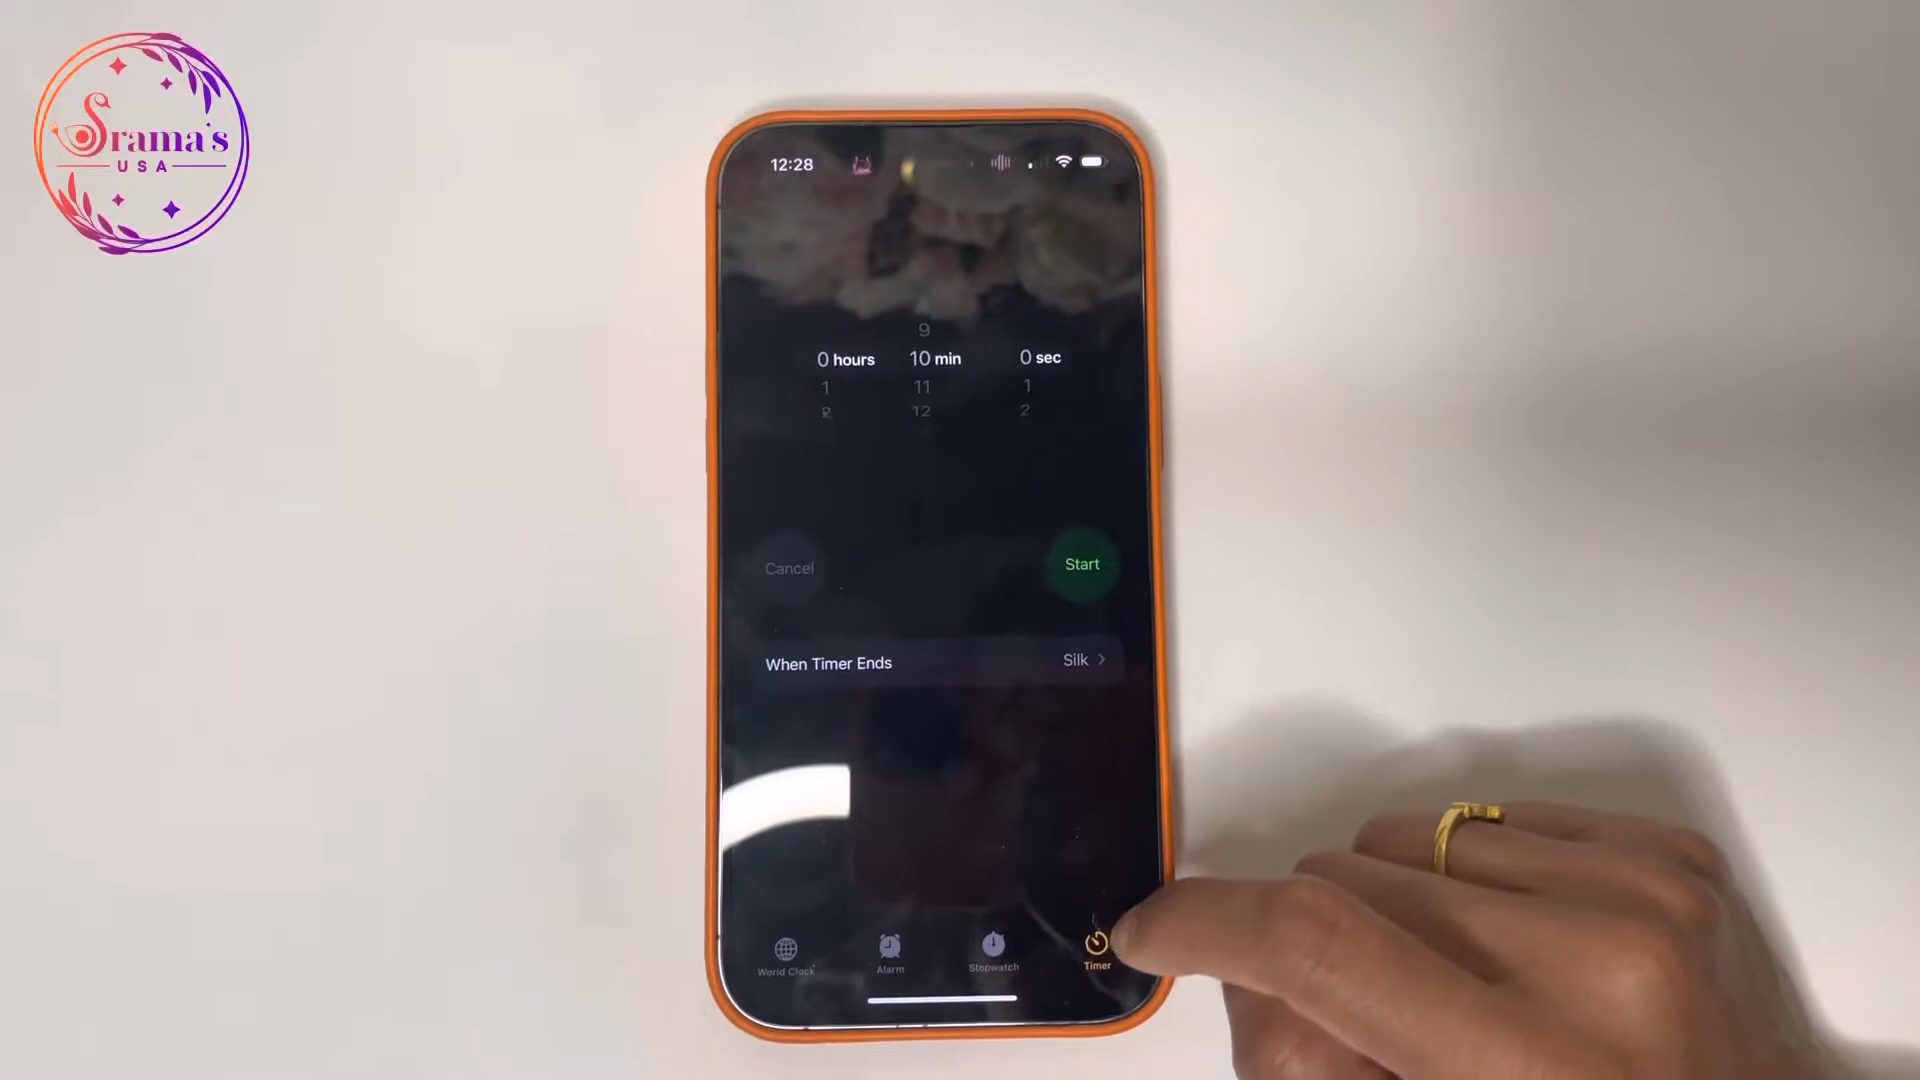 Srama's
USA
12:28
9
0 hours 10 min 0 sec
1 11 1
2 12 2
Cancel Start
When Timer Ends Silk
World Clock Alarm Stopwatch Timer